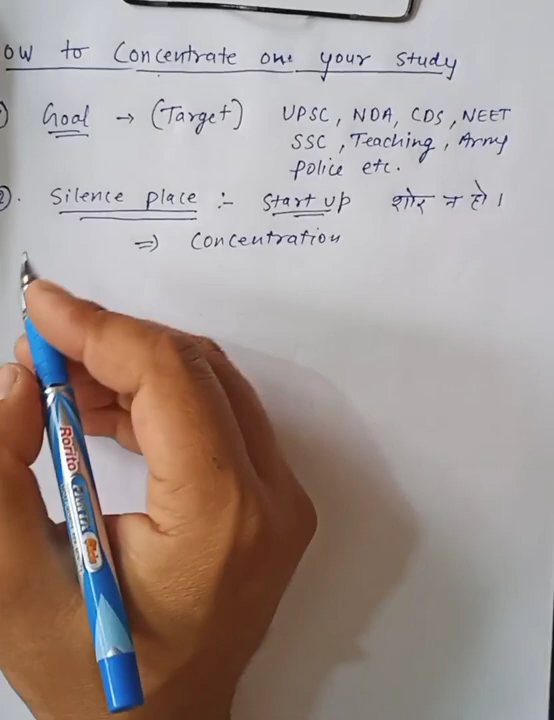 ow to Concentrate one your study
Goal → (Target) UPSC, NDA, CDS, NEET
SSC, Teaching, Army
police etc.
2. Silence place :- Start up शोर न हो।
⇒ Concentration
Rorito